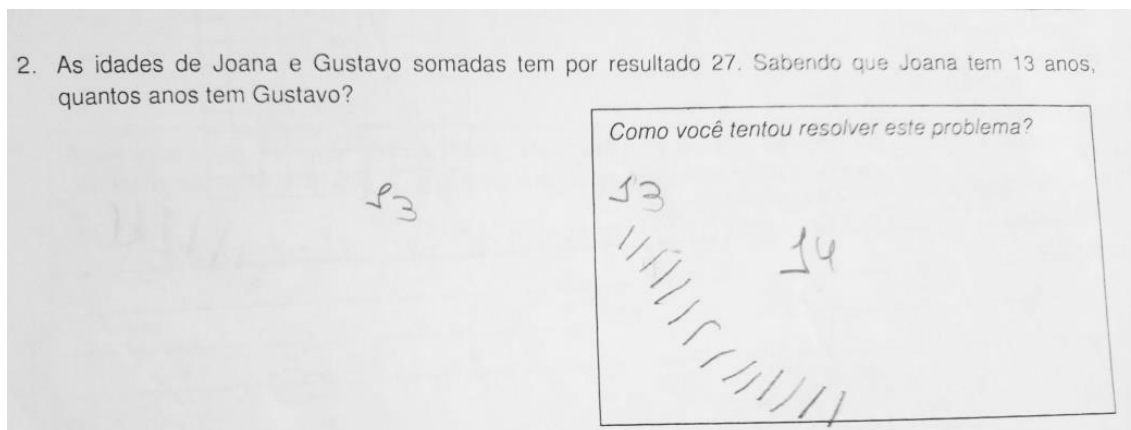 2. As idades de Joana e Gustavo somadas tem por resultado 27. Sabendo que Joana tem 13 anos,
quantos anos tem Gustavo?
Como você tentou resolver este problema?
13
13
14